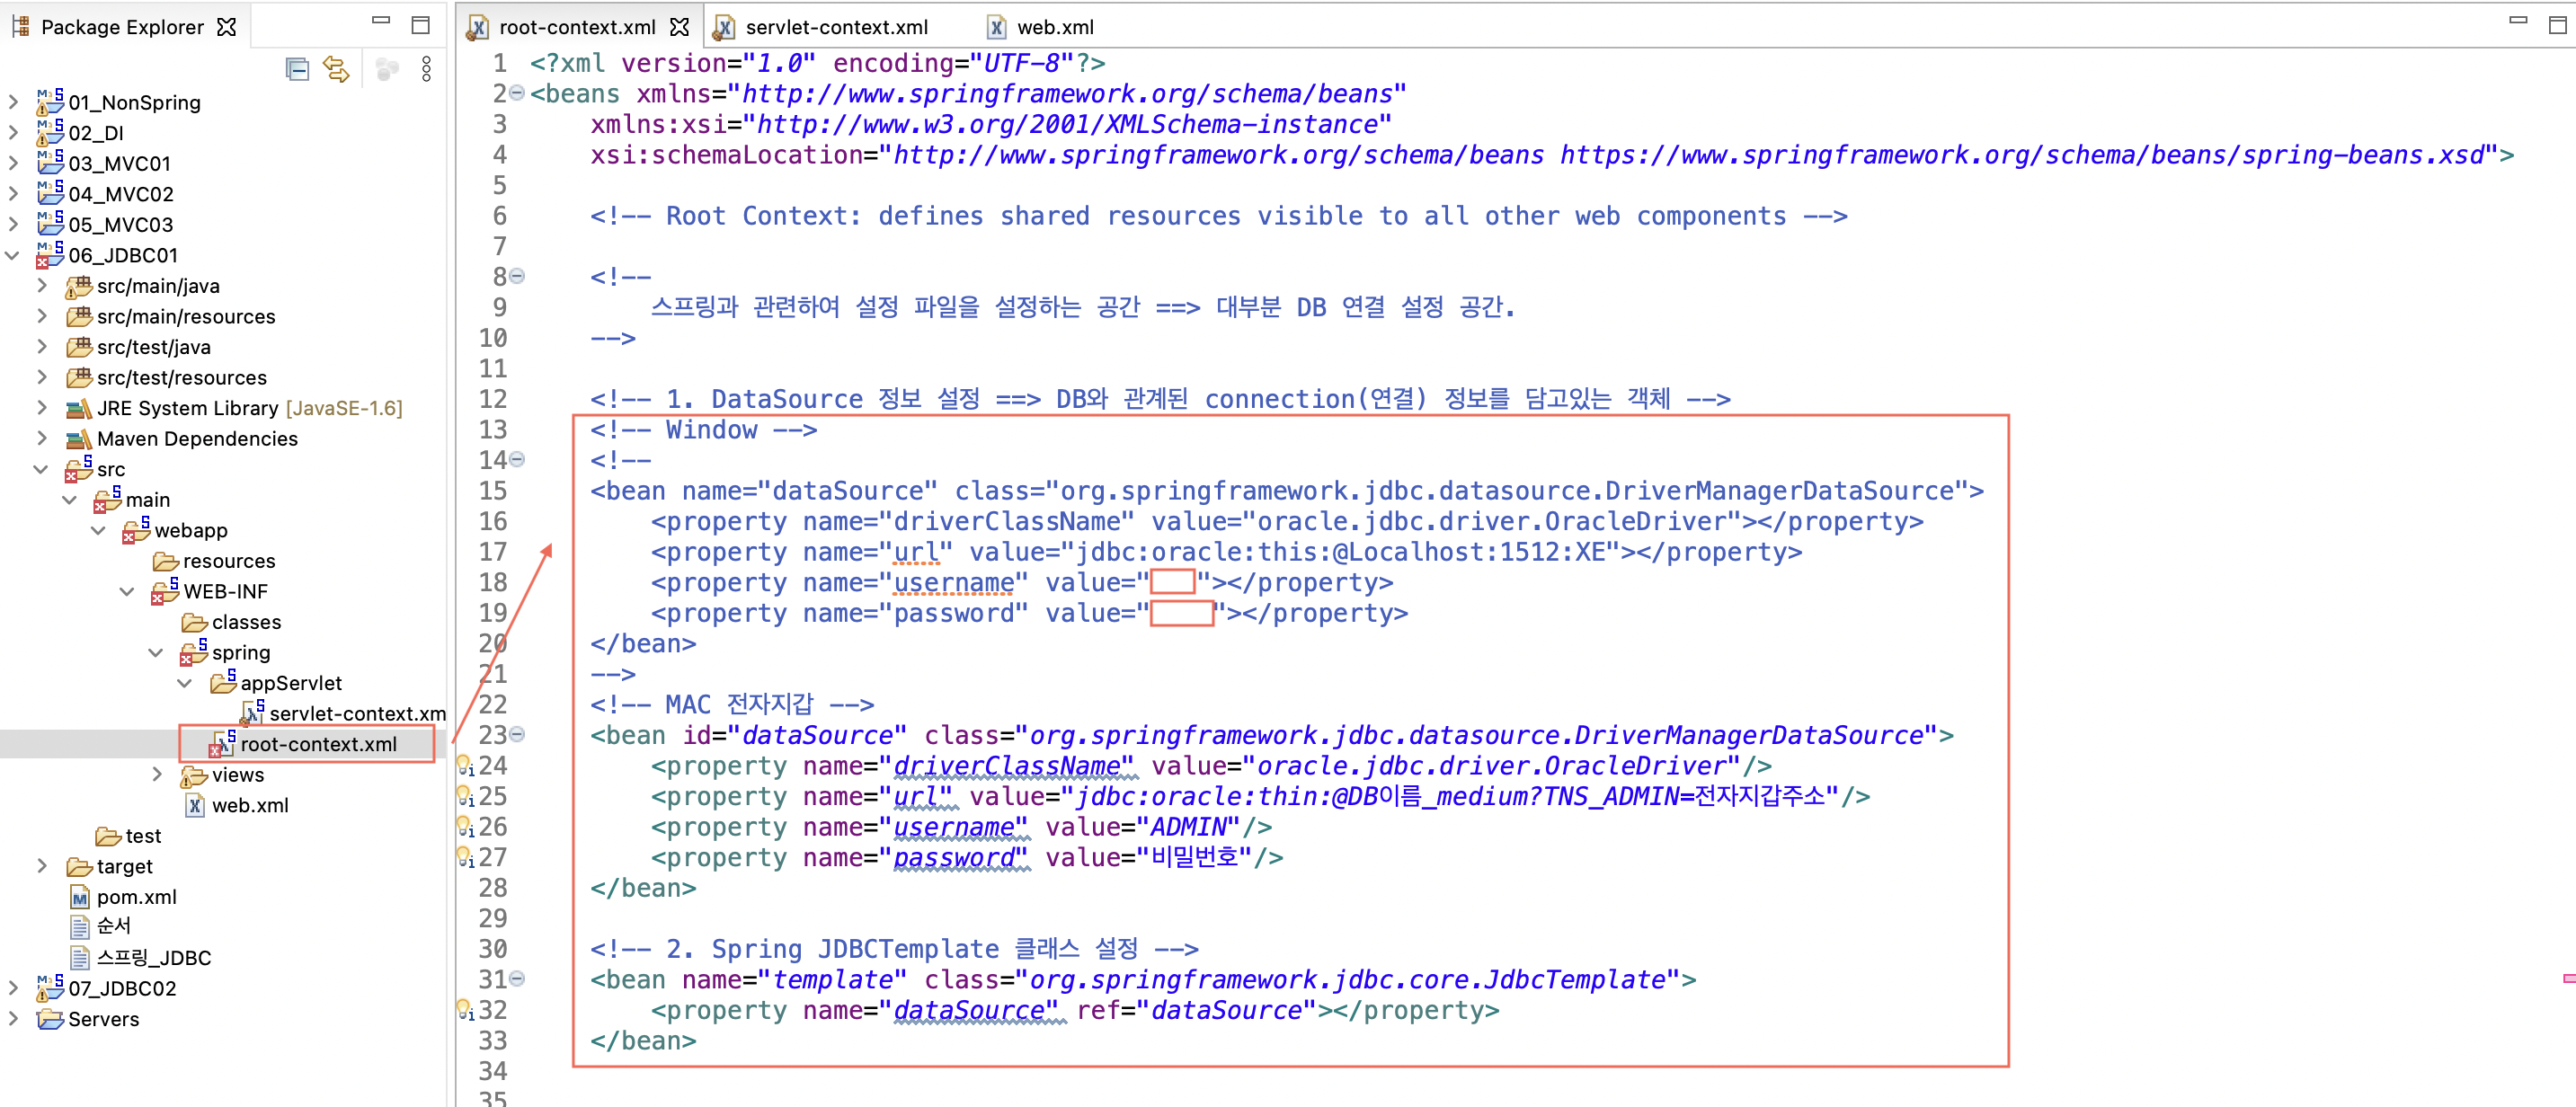 Package Explorer
01_NonSpring
02_DI
03_MVC01
04_MVC02
05_MVC03
06_JDBC01
src/main/java
src/main/resources
src/test/java
src/test/resources
JRE System Library [JavaSE-1.6]
Maven Dependencies
src
main
webapp
resources
WEB-INF
classes
spring
appServlet
servlet-context.xm
root-context.xml
views
web.xml
test
target
pom.xml
순서
스프링_JDBC
07_JDBC02
Servers
root-context.xml
servlet-context.xml
web.xml
1 <?xml version="1.0" encoding="UTF-8"?>
2 <beans xmlns="http://www.springframework.org/schema/beans"
3 xmlns:xsi="http://www.w3.org/2001/XMLSchema-instance"
4 xsi:schemaLocation="http://www.springframework.org/schema/beans https://www.springframework.org/schema/beans/spring-beans.xsd">
5
6 <!-- Root Context: defines shared resources visible to all other web components -->
7
8 <!--
9 스프링과 관련하여 설정 파일을 설정하는 공간 ==> 대부분 DB 연결 설정 공간.
10 -->
11
12 <!-- 1. DataSource 정보 설정 ==> DB와 관계된 connection(연결) 정보를 담고있는 객체 -->
13 <!-- Window -->
14 <!--
15 <bean name="dataSource" class="org.springframework.jdbc.datasource.DriverManagerDataSource">
16 <property name="driverClassName" value="oracle.jdbc.driver.OracleDriver"></property>
17 <property name="url" value="jdbc:oracle:this:@Localhost:1512:XE"></property>
18 <property name="username" value=""></property>
19 <property name="password" value=""></property>
20 </bean>
21 -->
22 <!-- MAC 전자지갑 -->
23 <bean id="dataSource" class="org.springframework.jdbc.datasource.DriverManagerDataSource">
24 <property name="driverClassName" value="oracle.jdbc.driver.OracleDriver"/>
25 <property name="url" value="jdbc:oracle:thin:@DB이름_medium?TNS_ADMIN=전자지갑주소"/>
26 <property name="username" value="ADMIN"/>
27 <property name="password" value="비밀번호"/>
28 </bean>
29
30 <!-- 2. Spring JDBCTemplate 클래스 설정 -->
31 <bean name="template" class="org.springframework.jdbc.core.JdbcTemplate">
32 <property name="dataSource" ref="dataSource"></property>
33 </bean>
34
35